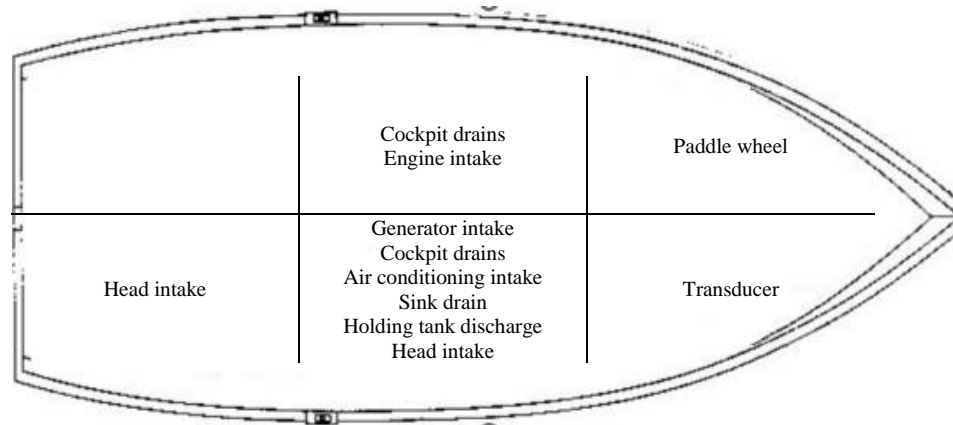 Cockpit drains
Engine intake
Paddle wheel
Generator intake
Cockpit drains
Air conditioning intake
Sink drain
Holding tank discharge
Head intake
Head intake
Transducer